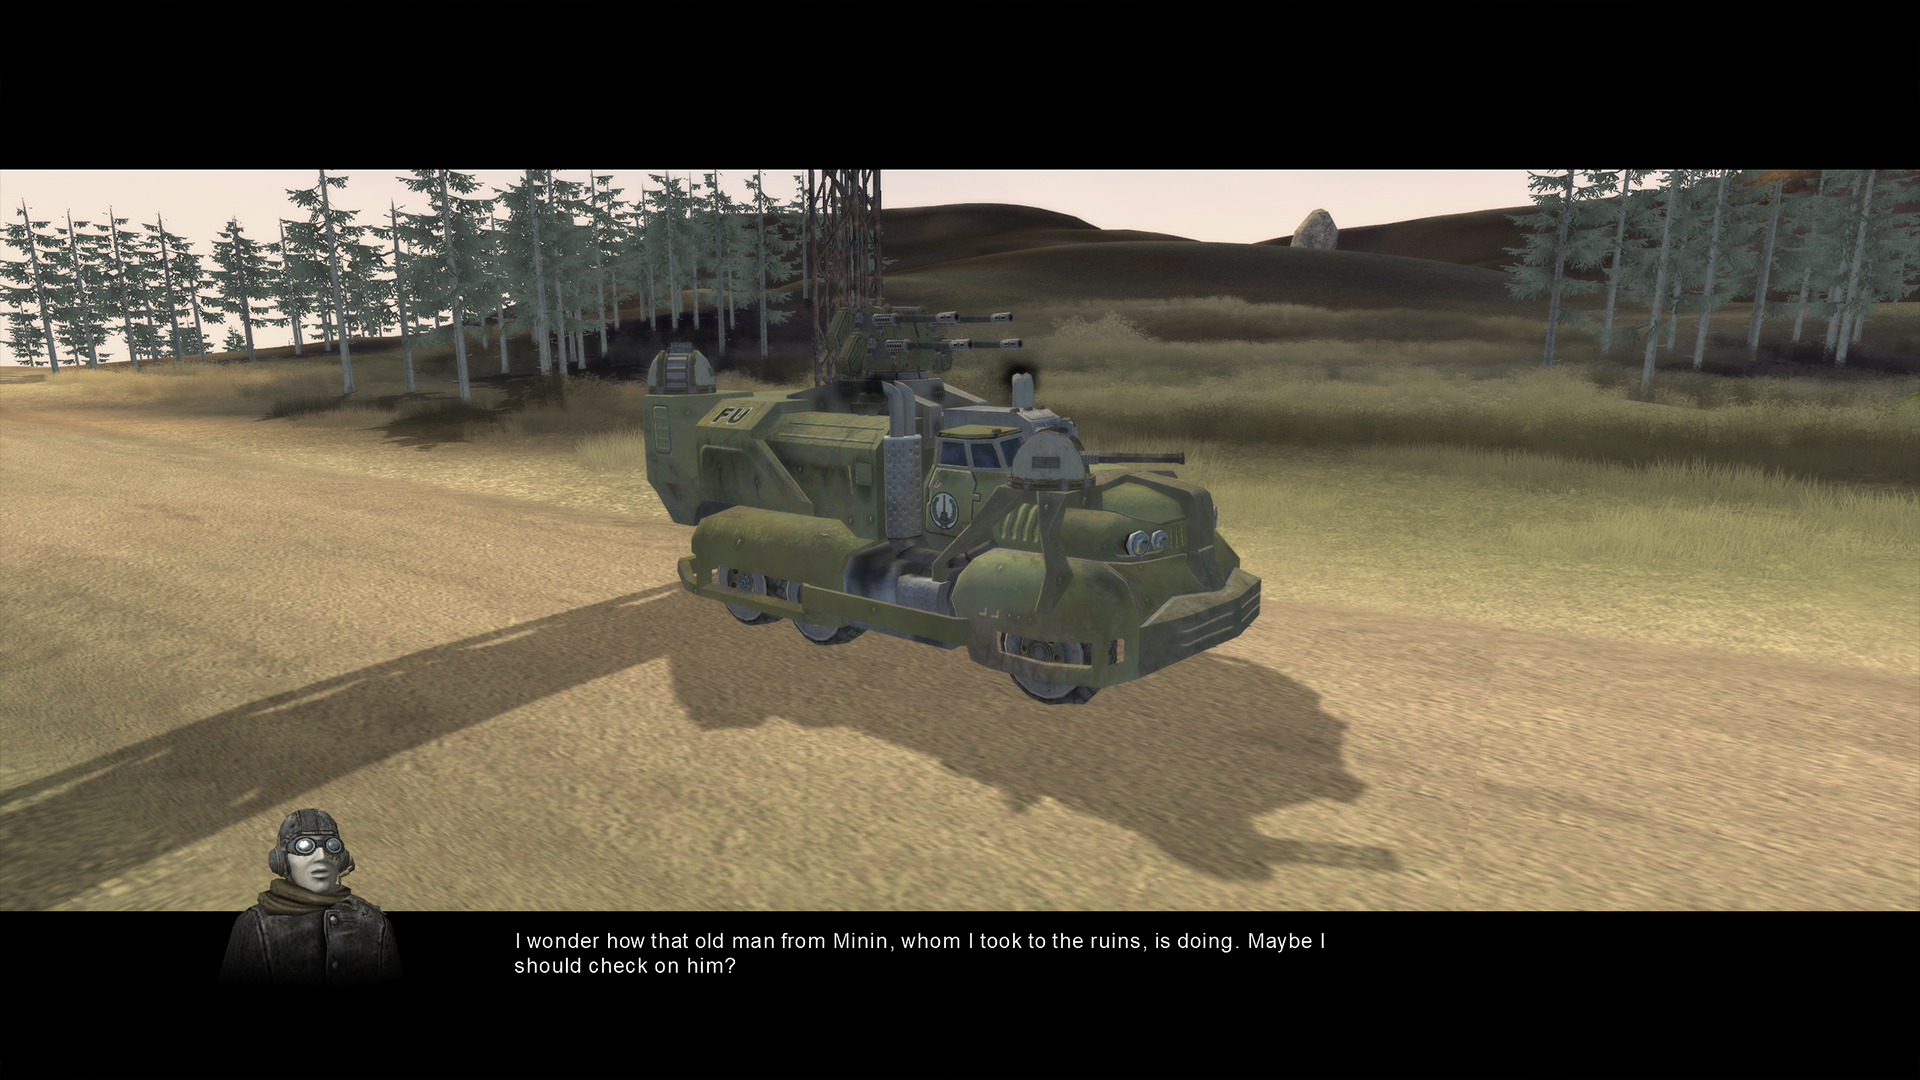 FU
I wonder how that old man from Minin, whom I took to the ruins, is doing. Maybe I
should check on him?